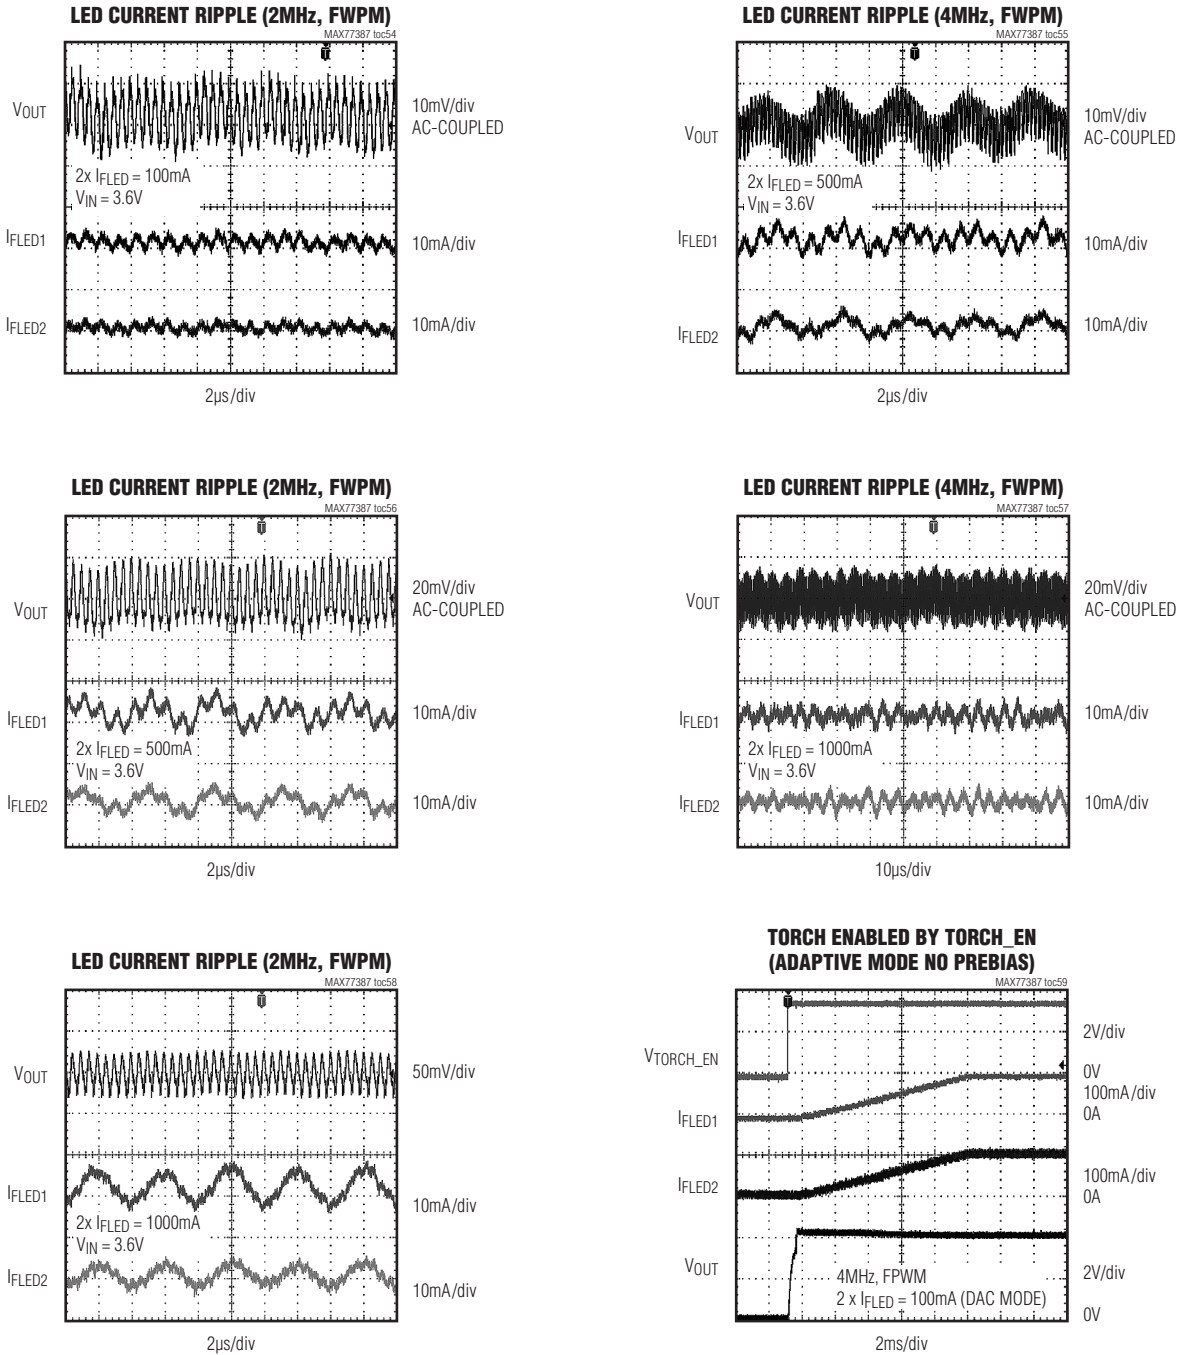 LED CURRENT RIPPLE (2MHz, FWPM)
MAX77387 toc54
VOUT
10mV/div
AC-COUPLED
2x IFLED = 100mA
VIN = 3.6V
IFLED1
10mA/div
IFLED2
10mA/div
2µs/div
LED CURRENT RIPPLE (4MHz, FWPM)
MAX77387 toc55
VOUT
10mV/div
AC-COUPLED
2x IFLED = 500mA
VIN = 3.6V
IFLED1
10mA/div
IFLED2
10mA/div
2µs/div
LED CURRENT RIPPLE (2MHz, FWPM)
MAX77387 toc56
VOUT
20mV/div
AC-COUPLED
IFLED1
10mA/div
2x IFLED = 500mA
VIN = 3.6V
IFLED2
10mA/div
2µs/div
LED CURRENT RIPPLE (4MHz, FWPM)
MAX77387 toc57
VOUT
20mV/div
AC-COUPLED
IFLED1
10mA/div
2x IFLED = 1000mA
VIN = 3.6V
IFLED2
10mA/div
10µs/div
LED CURRENT RIPPLE (2MHz, FWPM)
MAX77387 toc58
VOUT
50mV/div
IFLED1
10mA/div
2x IFLED = 1000mA
VIN = 3.6V
IFLED2
10mA/div
2µs/div
TORCH ENABLED BY TORCH_EN
(ADAPTIVE MODE NO PREBIAS)
MAX77387 toc59
2V/div
VTORCH_EN
0V
100mA/div
IFLED1
0A
IFLED2
100mA/div
0A
VOUT
4MHz, FPWM
2V/div
2 x IFLED = 100mA (DAC MODE)
0V
2ms/div